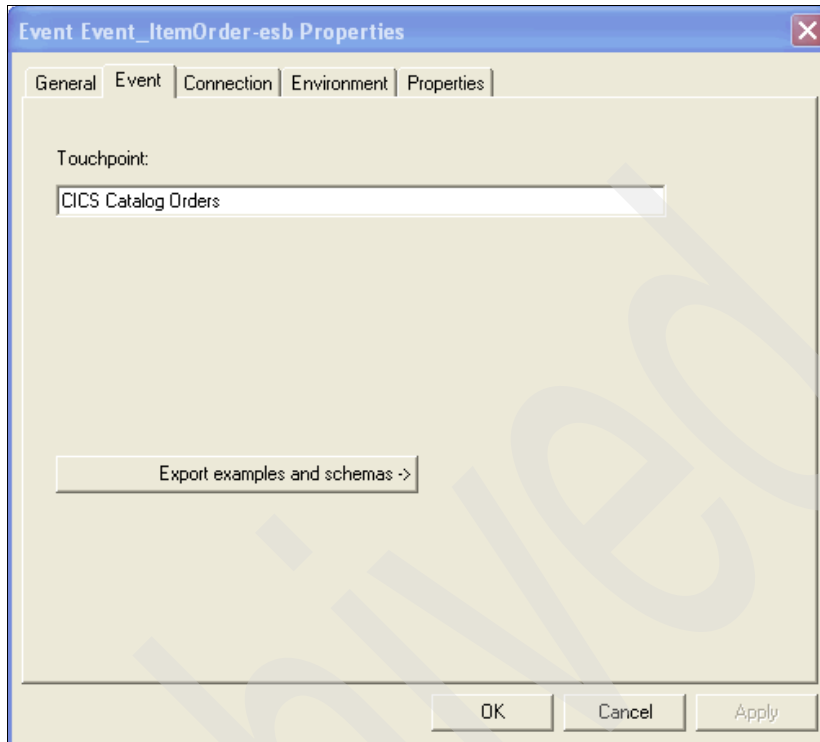 Event Event_ItemOrder-esb Properties
General Event Connection Environment Properties
Touchpoint:
CICS Catalog Orders
Export examples and schemas ->
OK Cancel Apply